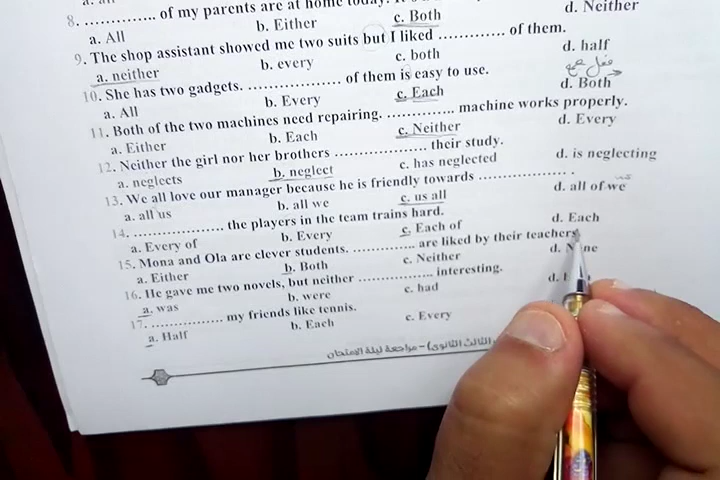 8. .............. of my parents are at home today.
a. All b. Either c. Both d. Neither
9. The shop assistant showed me two suits but I liked ............. of them.
a. neither b. every c. both d. half
10. She has two gadgets. .................. of them is easy to use.
a. All b. Every c. Each d. Both
11. Both of the two machines need repairing. .............. machine works properly.
a. Either b. Each c. Neither d. Every
12. Neither the girl nor her brothers .................. their study.
a. neglects b. neglect c. has neglected d. is neglecting
13. We all love our manager because he is friendly towards .................. .
a. all us b. all we c. us all d. all of we
14. .................. the players in the team trains hard.
a. Every of b. Every c. Each of d. Each
15. Mona and Ola are clever students. .............. are liked by their teachers
a. Either b. Both c. Neither
16. He gave me two novels, but neither .................. interesting.
a. was b. were c. had d.
17. .................. my friends like tennis.
a. Half b. Each c. Every
الثالث الثانوى) - مراجعة ليلة الامتحان